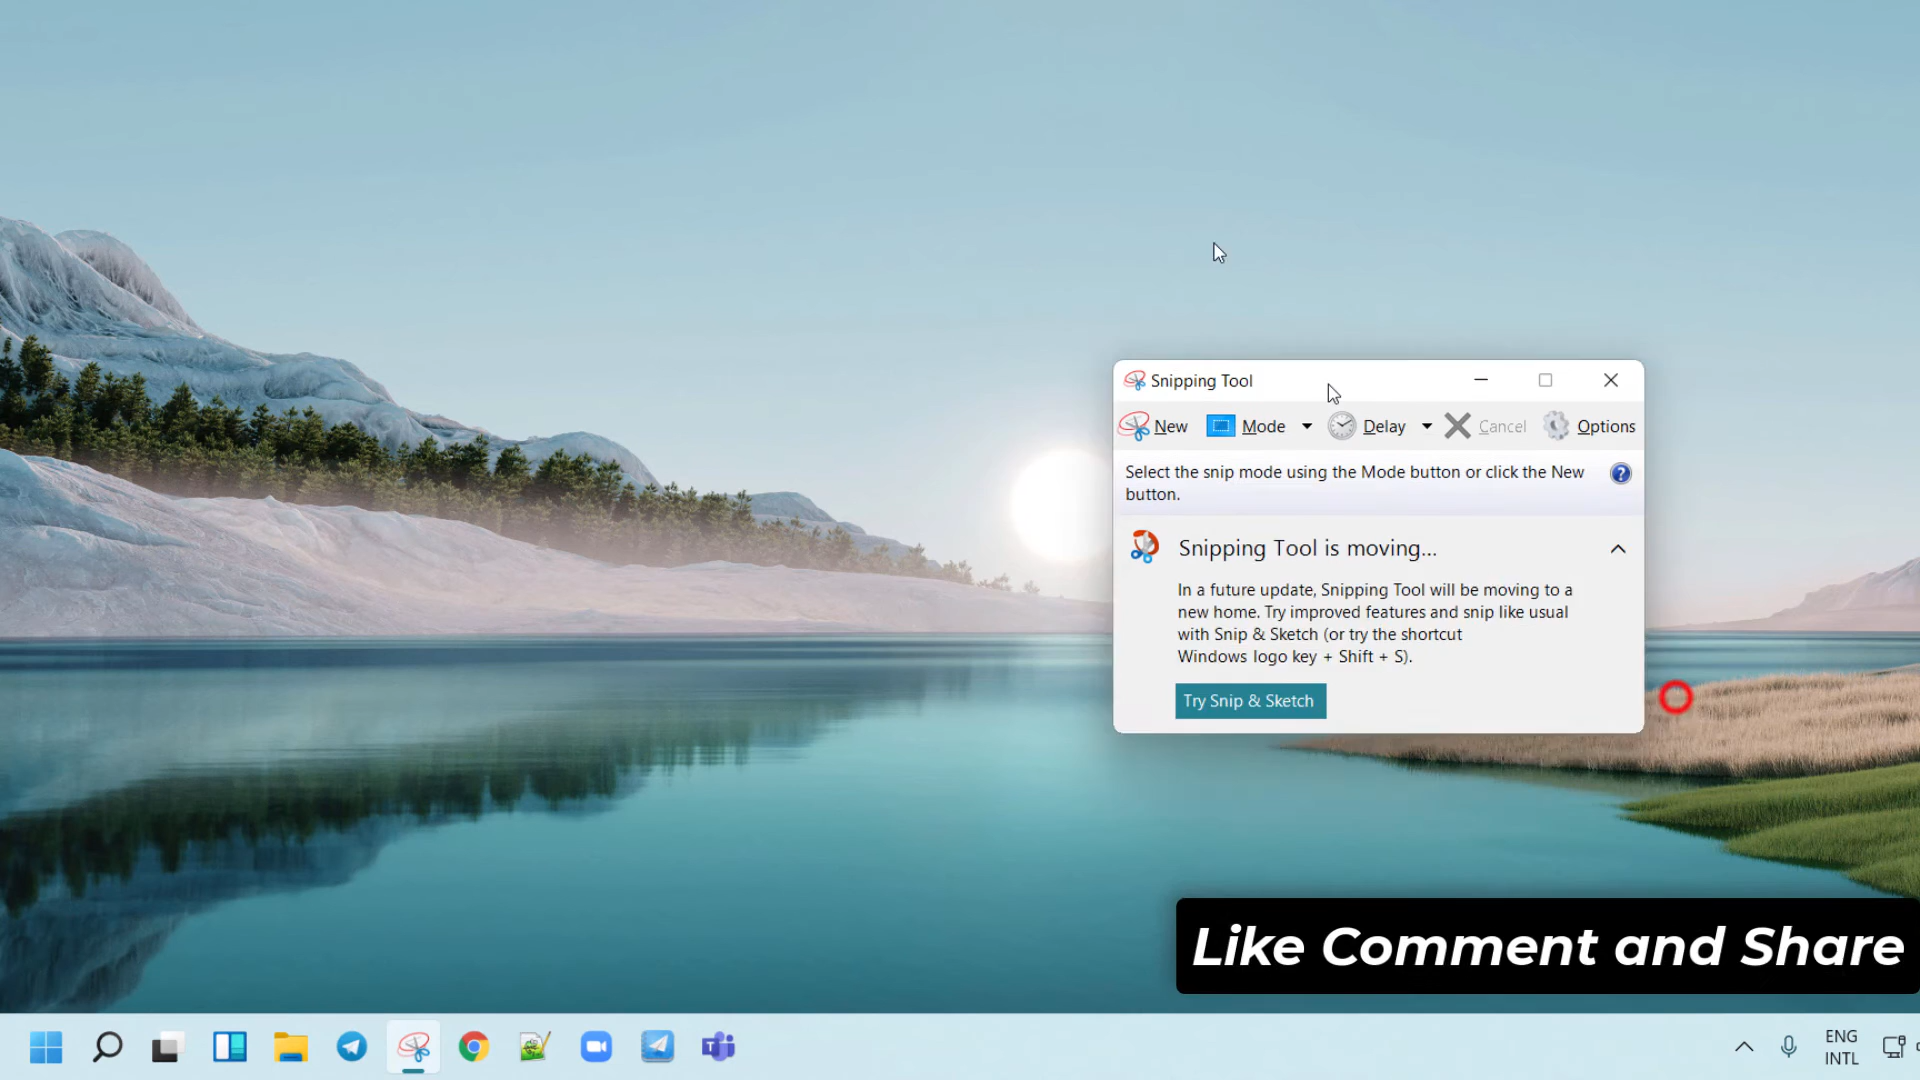 Snipping Tool
New Mode Delay Cancel Options
Select the snip mode using the Mode button or click the New
button.
Snipping Tool is moving...
In a future update, Snipping Tool will be moving to a
new home. Try improved features and snip like usual
with Snip & Sketch (or try the shortcut
Windows logo key + Shift + S).
Try Snip & Sketch
Like Comment and Share
ENG
INTL